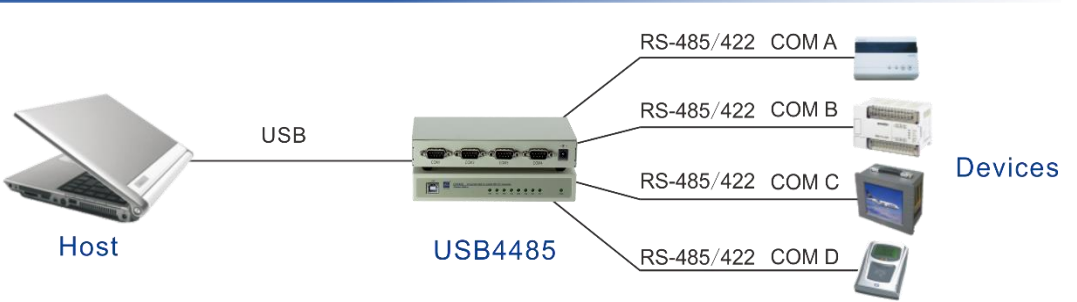 RS-485/422 COM A
RS-485/422 COM B
USB
RS-485/422 COM C
Devices
RS-485/422 COM D
Host
USB4485